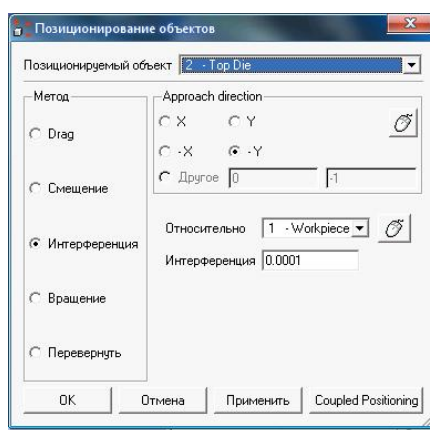 Позиционирование объектов
Позиционируемый объект 2 - Top Die
Метод
Drag
Смещение
Интерференция
Вращение
Перевернуть
Approach direction
X Y
-X -Y
Другое 0 -1
Относительно 1 - Workpiece
Интерференция 0.0001
OK Отмена Применить Coupled Positioning